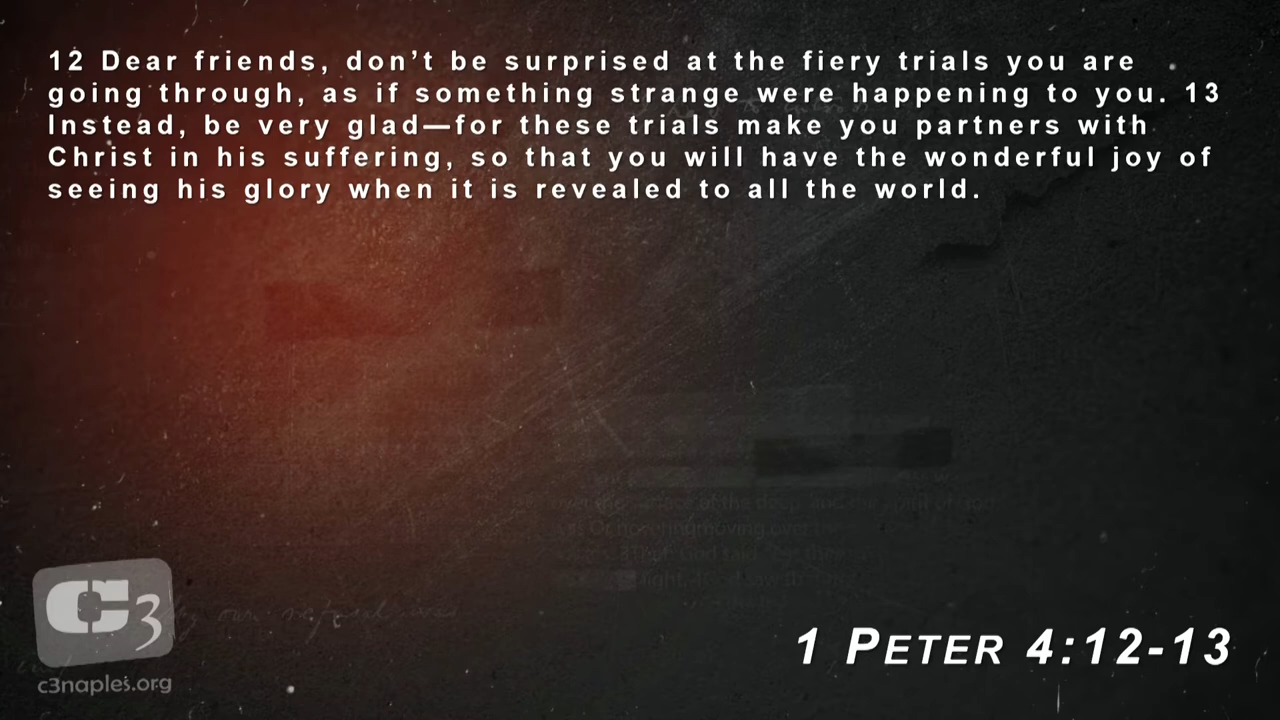 12 Dear friends, don’t be surprised at the fiery trials you are
going through, as if something strange were happening to you. 13
Instead, be very glad—for these trials make you partners with
Christ in his suffering, so that you will have the wonderful joy of
seeing his glory when it is revealed to all the world.
C3
c3naples.org
1 PETER 4:12-13